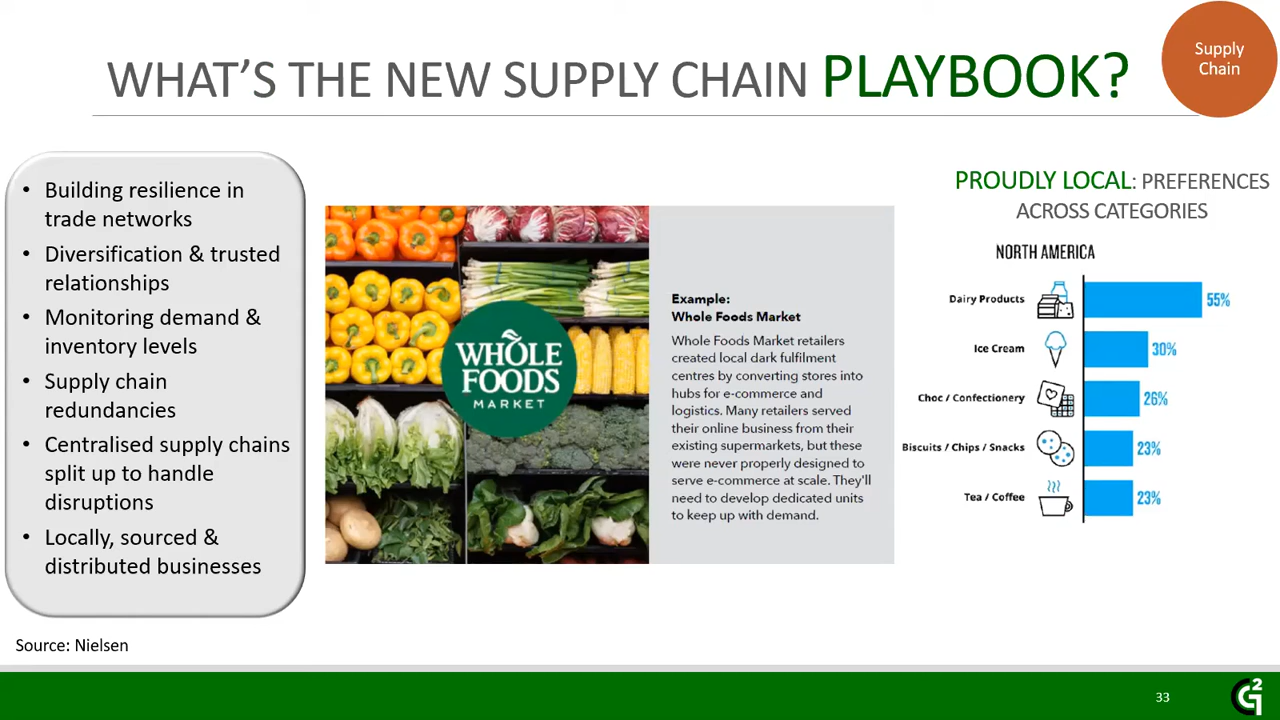 WHAT'S THE NEW SUPPLY CHAIN PLAYBOOK?
Supply
Chain
• Building resilience in
trade networks
• Diversification & trusted
relationships
• Monitoring demand &
inventory levels
• Supply chain
redundancies
• Centralised supply chains
split up to handle
disruptions
• Locally, sourced &
distributed businesses
WHOLE
FOODS
MARKET
Example:
Whole Foods Market
Whole Foods Market retailers
created local dark fulfilment
centres by converting stores into
hubs for e-commerce and
logistics. Many retailers served
their online business from their
existing supermarkets, but these
were never properly designed to
serve e-commerce at scale. They'll
need to develop dedicated units
to keep up with demand.
PROUDLY LOCAL: PREFERENCES
ACROSS CATEGORIES
NORTH AMERICA
Dairy Products 55%
Ice Cream 30%
Choc / Confectionery 26%
Biscuits / Chips / Snacks 23%
Tea / Coffee 23%
Source: Nielsen
33
G2